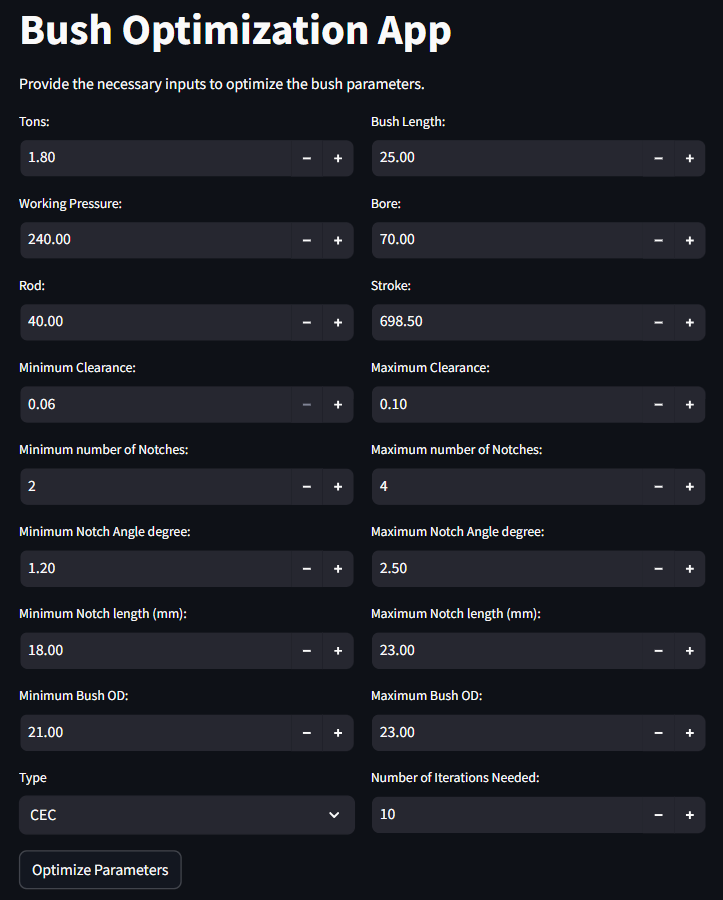 Bush Optimization App
Provide the necessary inputs to optimize the bush parameters.
Tons:
Bush Length:
1.80
25.00
Working Pressure:
Bore:
240.00
70.00
Rod:
Stroke:
40.00
698.50
Minimum Clearance:
Maximum Clearance:
0.06
0.10
Minimum number of Notches:
Maximum number of Notches:
2
4
Minimum Notch Angle degree:
Maximum Notch Angle degree:
1.20
2.50
Minimum Notch length (mm):
Maximum Notch length (mm):
18.00
23.00
Minimum Bush OD:
Maximum Bush OD:
21.00
23.00
Type
Number of Iterations Needed:
CEC
10
Optimize Parameters